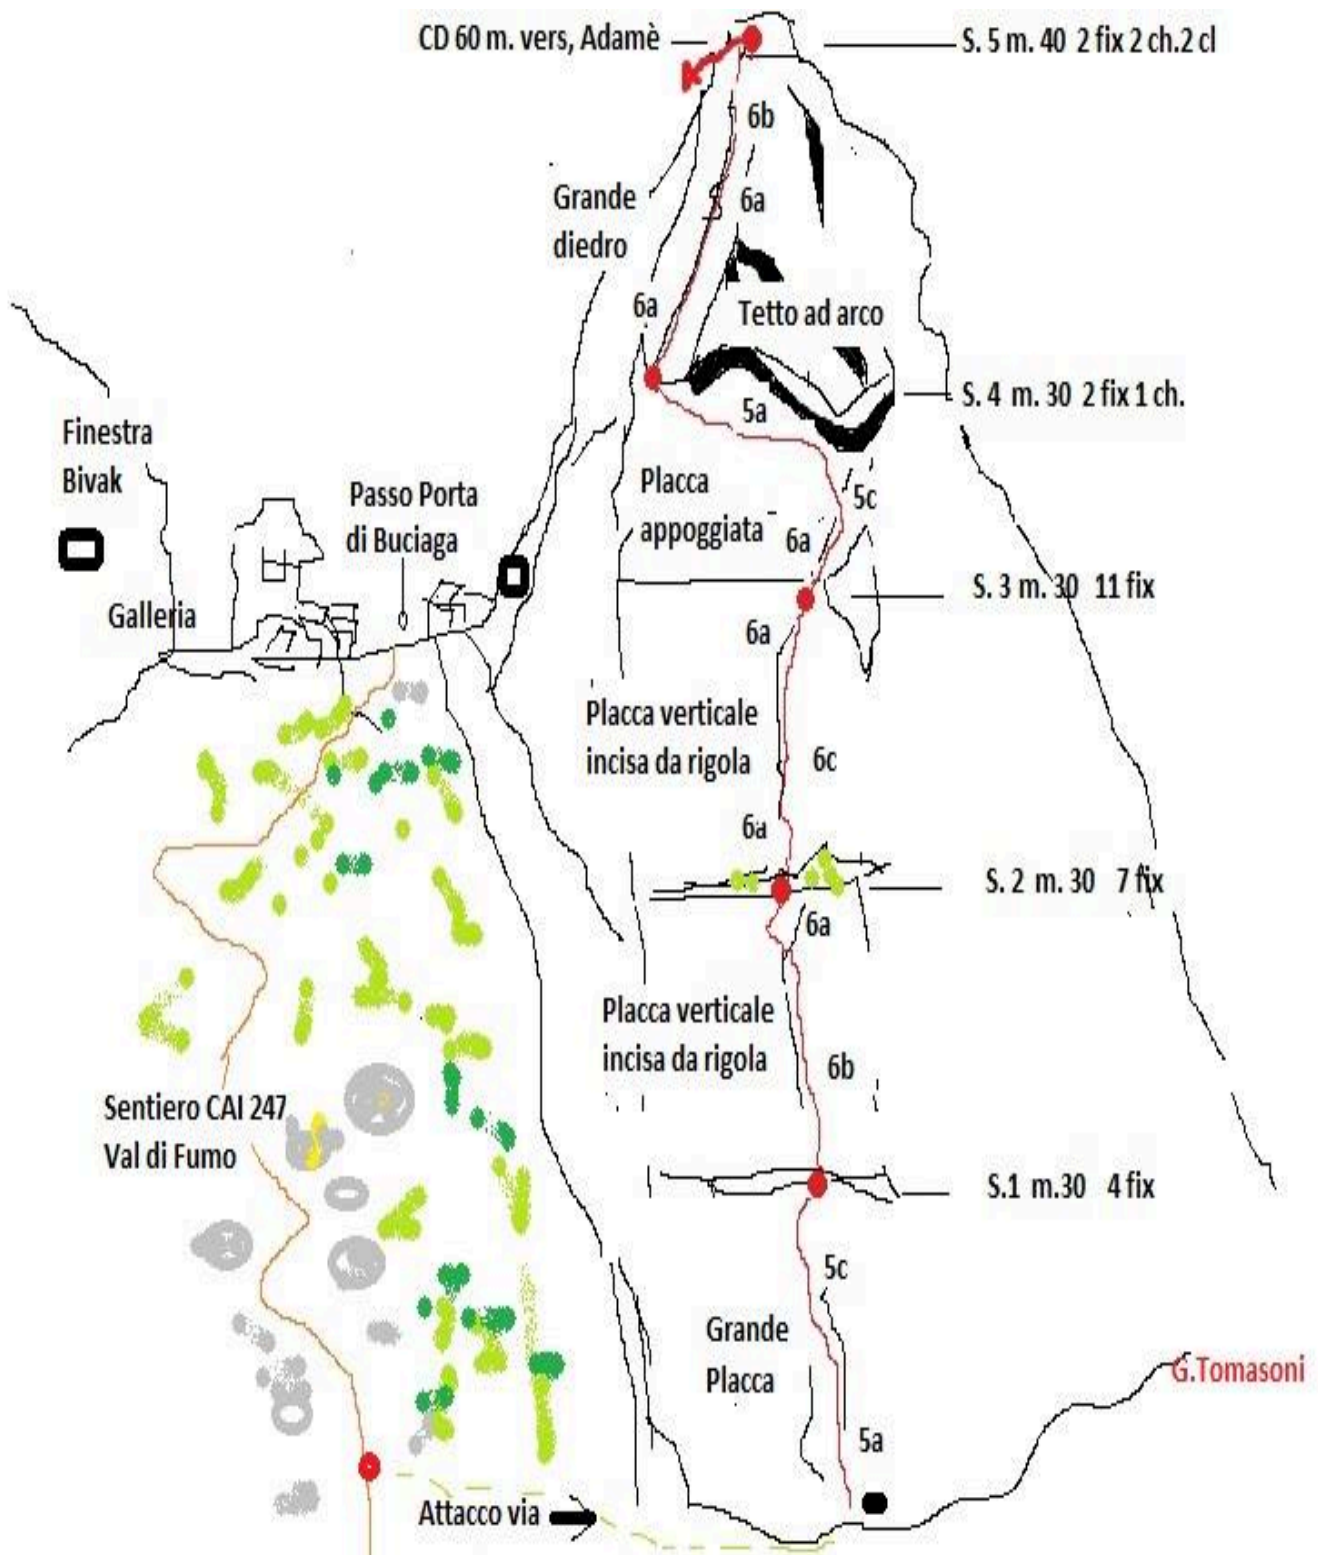 CD 60 m. vers, Adamè
S. 5 m. 40 2 fix 2 ch.2 cl
6b
Grande
diedro
6a
6a
Tetto ad arco
S. 4 m. 30 2 fix 1 ch.
5a
Finestra
Bivak
Passo Porta
di Buciaga
Placca
appoggiata
5c
6a
Galleria
S. 3 m. 30 11 fix
6a
Placca verticale
incisa da rigola
6c
6a
S. 2 m. 30 7 fix
6a
Placca verticale
incisa da rigola
6b
Sentiero CAI 247
Val di Fumo
S.1 m.30 4 fix
5c
Grande
Placca
G.Tomasoni
5a
Attacco via